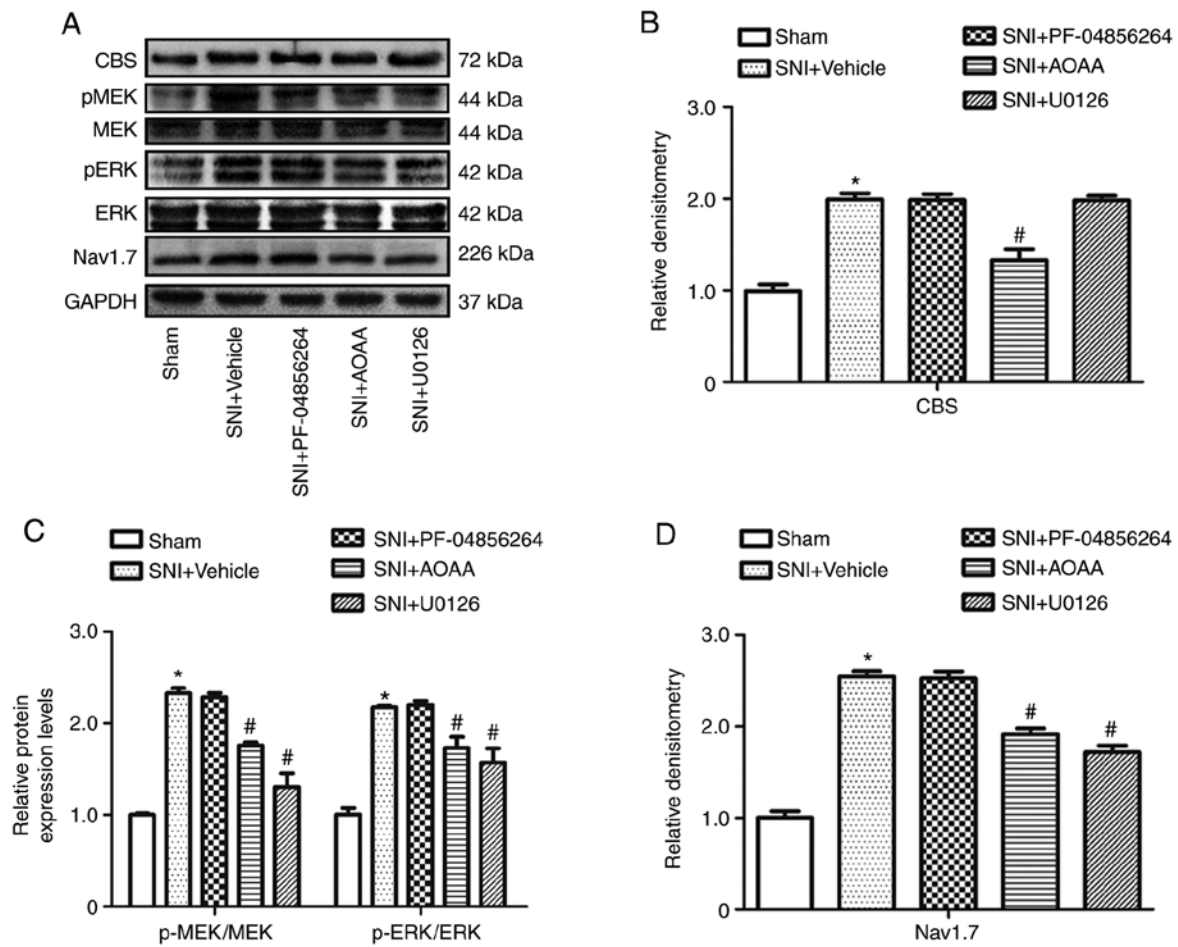 A
CBS
72 kDa
pMEK
44 kDa
MEK
44 kDa
pERK
42 kDa
ERK
42 kDa
Nav1.7
226 kDa
GAPDH
37 kDa
Sham
SNI+Vehicle
SNI+PF-04856264
SNI+AOAA
SNI+U0126
B
Sham
SNI+Vehicle
SNI+PF-04856264
SNI+AOAA
SNI+U0126
Relative denisitometry
3.0
2.0
1.0
0
*
#
CBS
C
Sham
SNI+Vehicle
SNI+PF-04856264
SNI+AOAA
SNI+U0126
Relative protein
expression levels
3.0
2.0
1.0
0
*
#
#
*
#
#
p-MEK/MEK
p-ERK/ERK
D
Sham
SNI+Vehicle
SNI+PF-04856264
SNI+AOAA
SNI+U0126
Relative denisitometry
3.0
2.0
1.0
0
*
#
#
Nav1.7